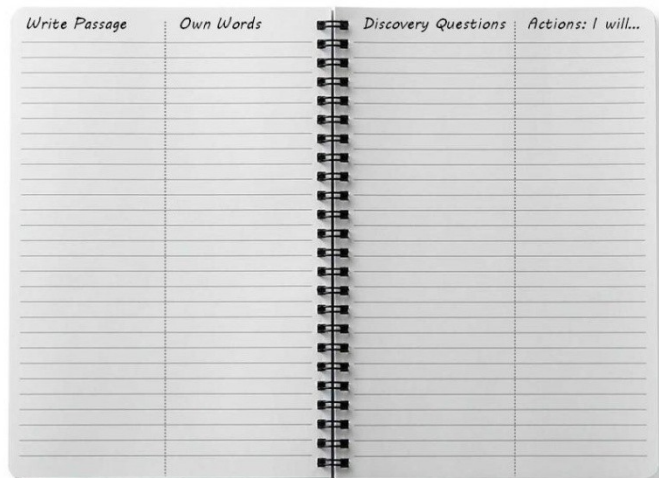 Write Passage
Own Words
Discovery Questions
Actions: I will...